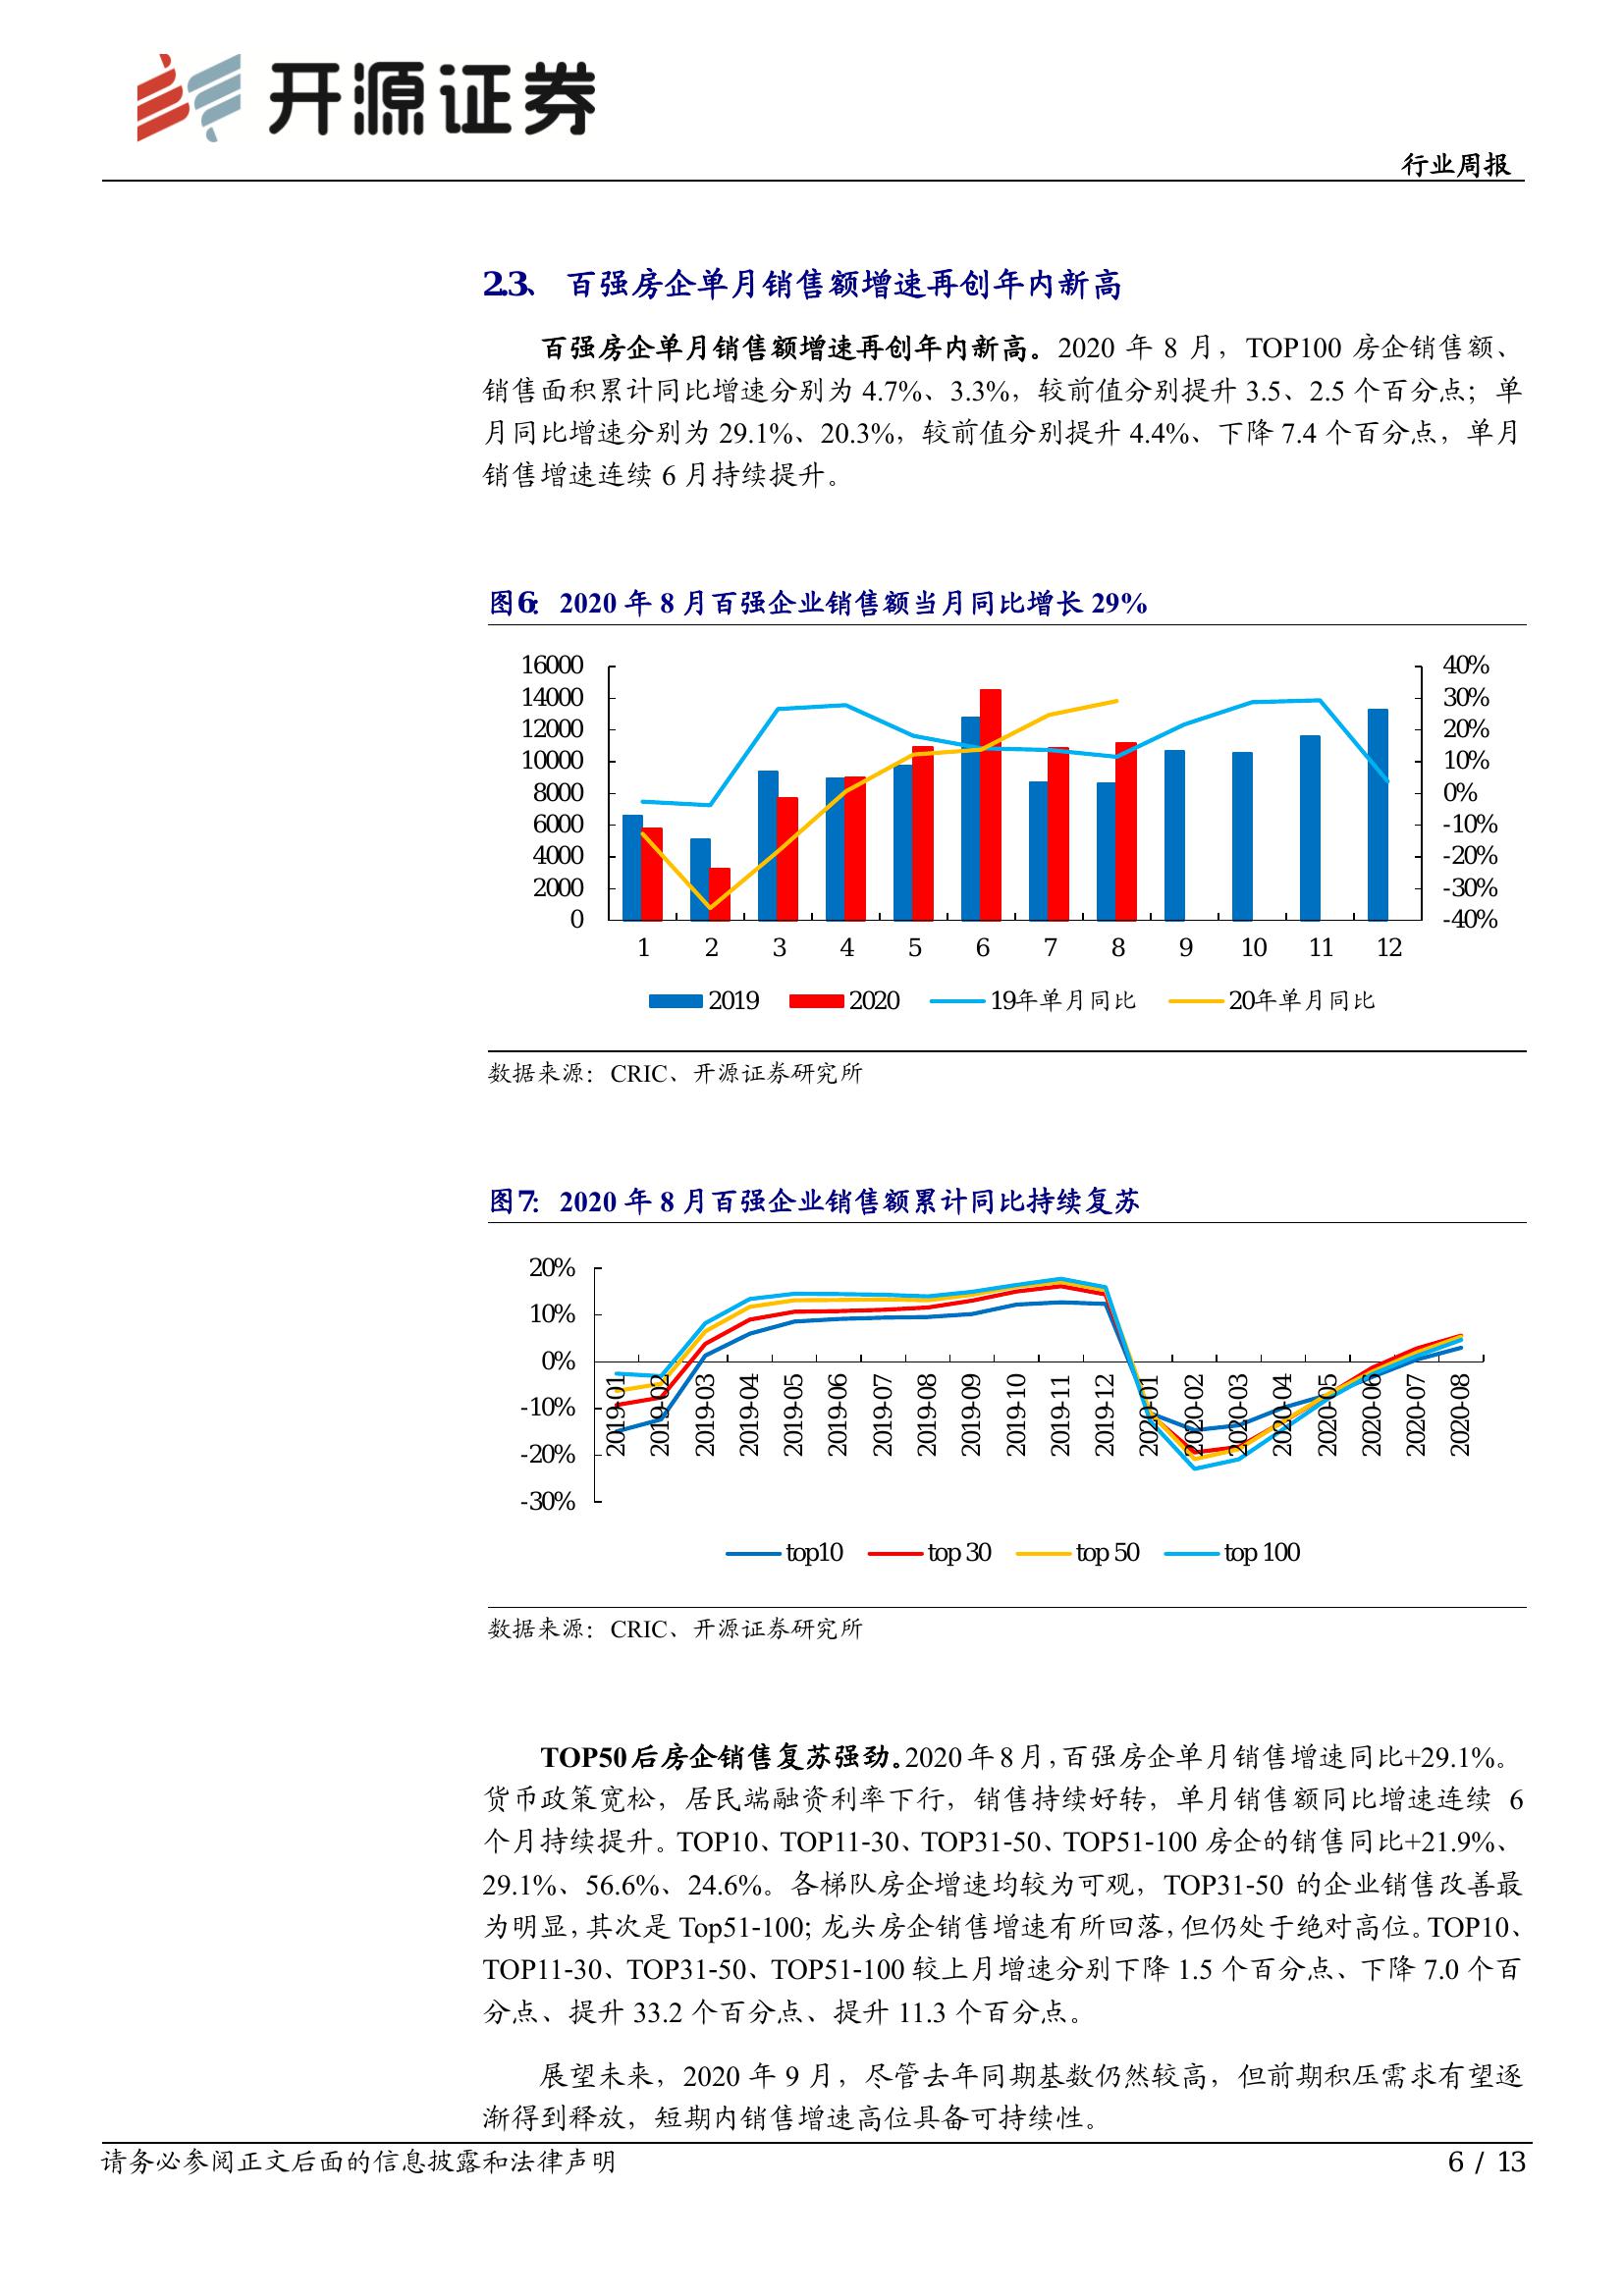 开源证券
行业周报
2.3、 百强房企单月销售额增速再创年内新高
百强房企单月销售额增速再创年内新高。2020 年 8 月，TOP100 房企销售额、
销售面积累计同比增速分别为 4.7%、3.3%，较前值分别提升 3.5、2.5 个百分点；单
月同比增速分别为 29.1%、20.3%，较前值分别提升 4.4%、下降 7.4 个百分点，单月
销售增速连续 6 月持续提升。
图6： 2020 年 8 月百强企业销售额当月同比增长 29%
16000
14000
12000
10000
8000
6000
4000
2000
0
40%
30%
20%
10%
0%
-10%
-20%
-30%
-40%
1 2 3 4 5 6 7 8 9 10 11 12
2019 2020 19年单月同比 20年单月同比
数据来源：CRIC、开源证券研究所
图7： 2020 年 8 月百强企业销售额累计同比持续复苏
20%
10%
0%
-10%
-20%
-30%
2019-01 2019-02 2019-03 2019-04 2019-05 2019-06 2019-07 2019-08 2019-09 2019-10 2019-11 2019-12 2020-01 2020-02 2020-03 2020-04 2020-05 2020-06 2020-07 2020-08
top10 top 30 top 50 top 100
数据来源：CRIC、开源证券研究所
TOP50 后房企销售复苏强劲。2020 年 8 月，百强房企单月销售增速同比+29.1%。
货币政策宽松，居民端融资利率下行，销售持续好转，单月销售额同比增速连续 6
个月持续提升。TOP10、TOP11-30、TOP31-50、TOP51-100 房企的销售同比+21.9%、
29.1%、56.6%、24.6%。各梯队房企增速均较为可观，TOP31-50 的企业销售改善最
为明显，其次是 Top51-100；龙头房企销售增速有所回落，但仍处于绝对高位。TOP10、
TOP11-30、TOP31-50、TOP51-100 较上月增速分别下降 1.5 个百分点、下降 7.0 个百
分点、提升 33.2 个百分点、提升 11.3 个百分点。
展望未来，2020 年 9 月，尽管去年同期基数仍然较高，但前期积压需求有望逐
渐得到释放，短期内销售增速高位具备可持续性。
请务必参阅正文后面的信息披露和法律声明
6 / 13